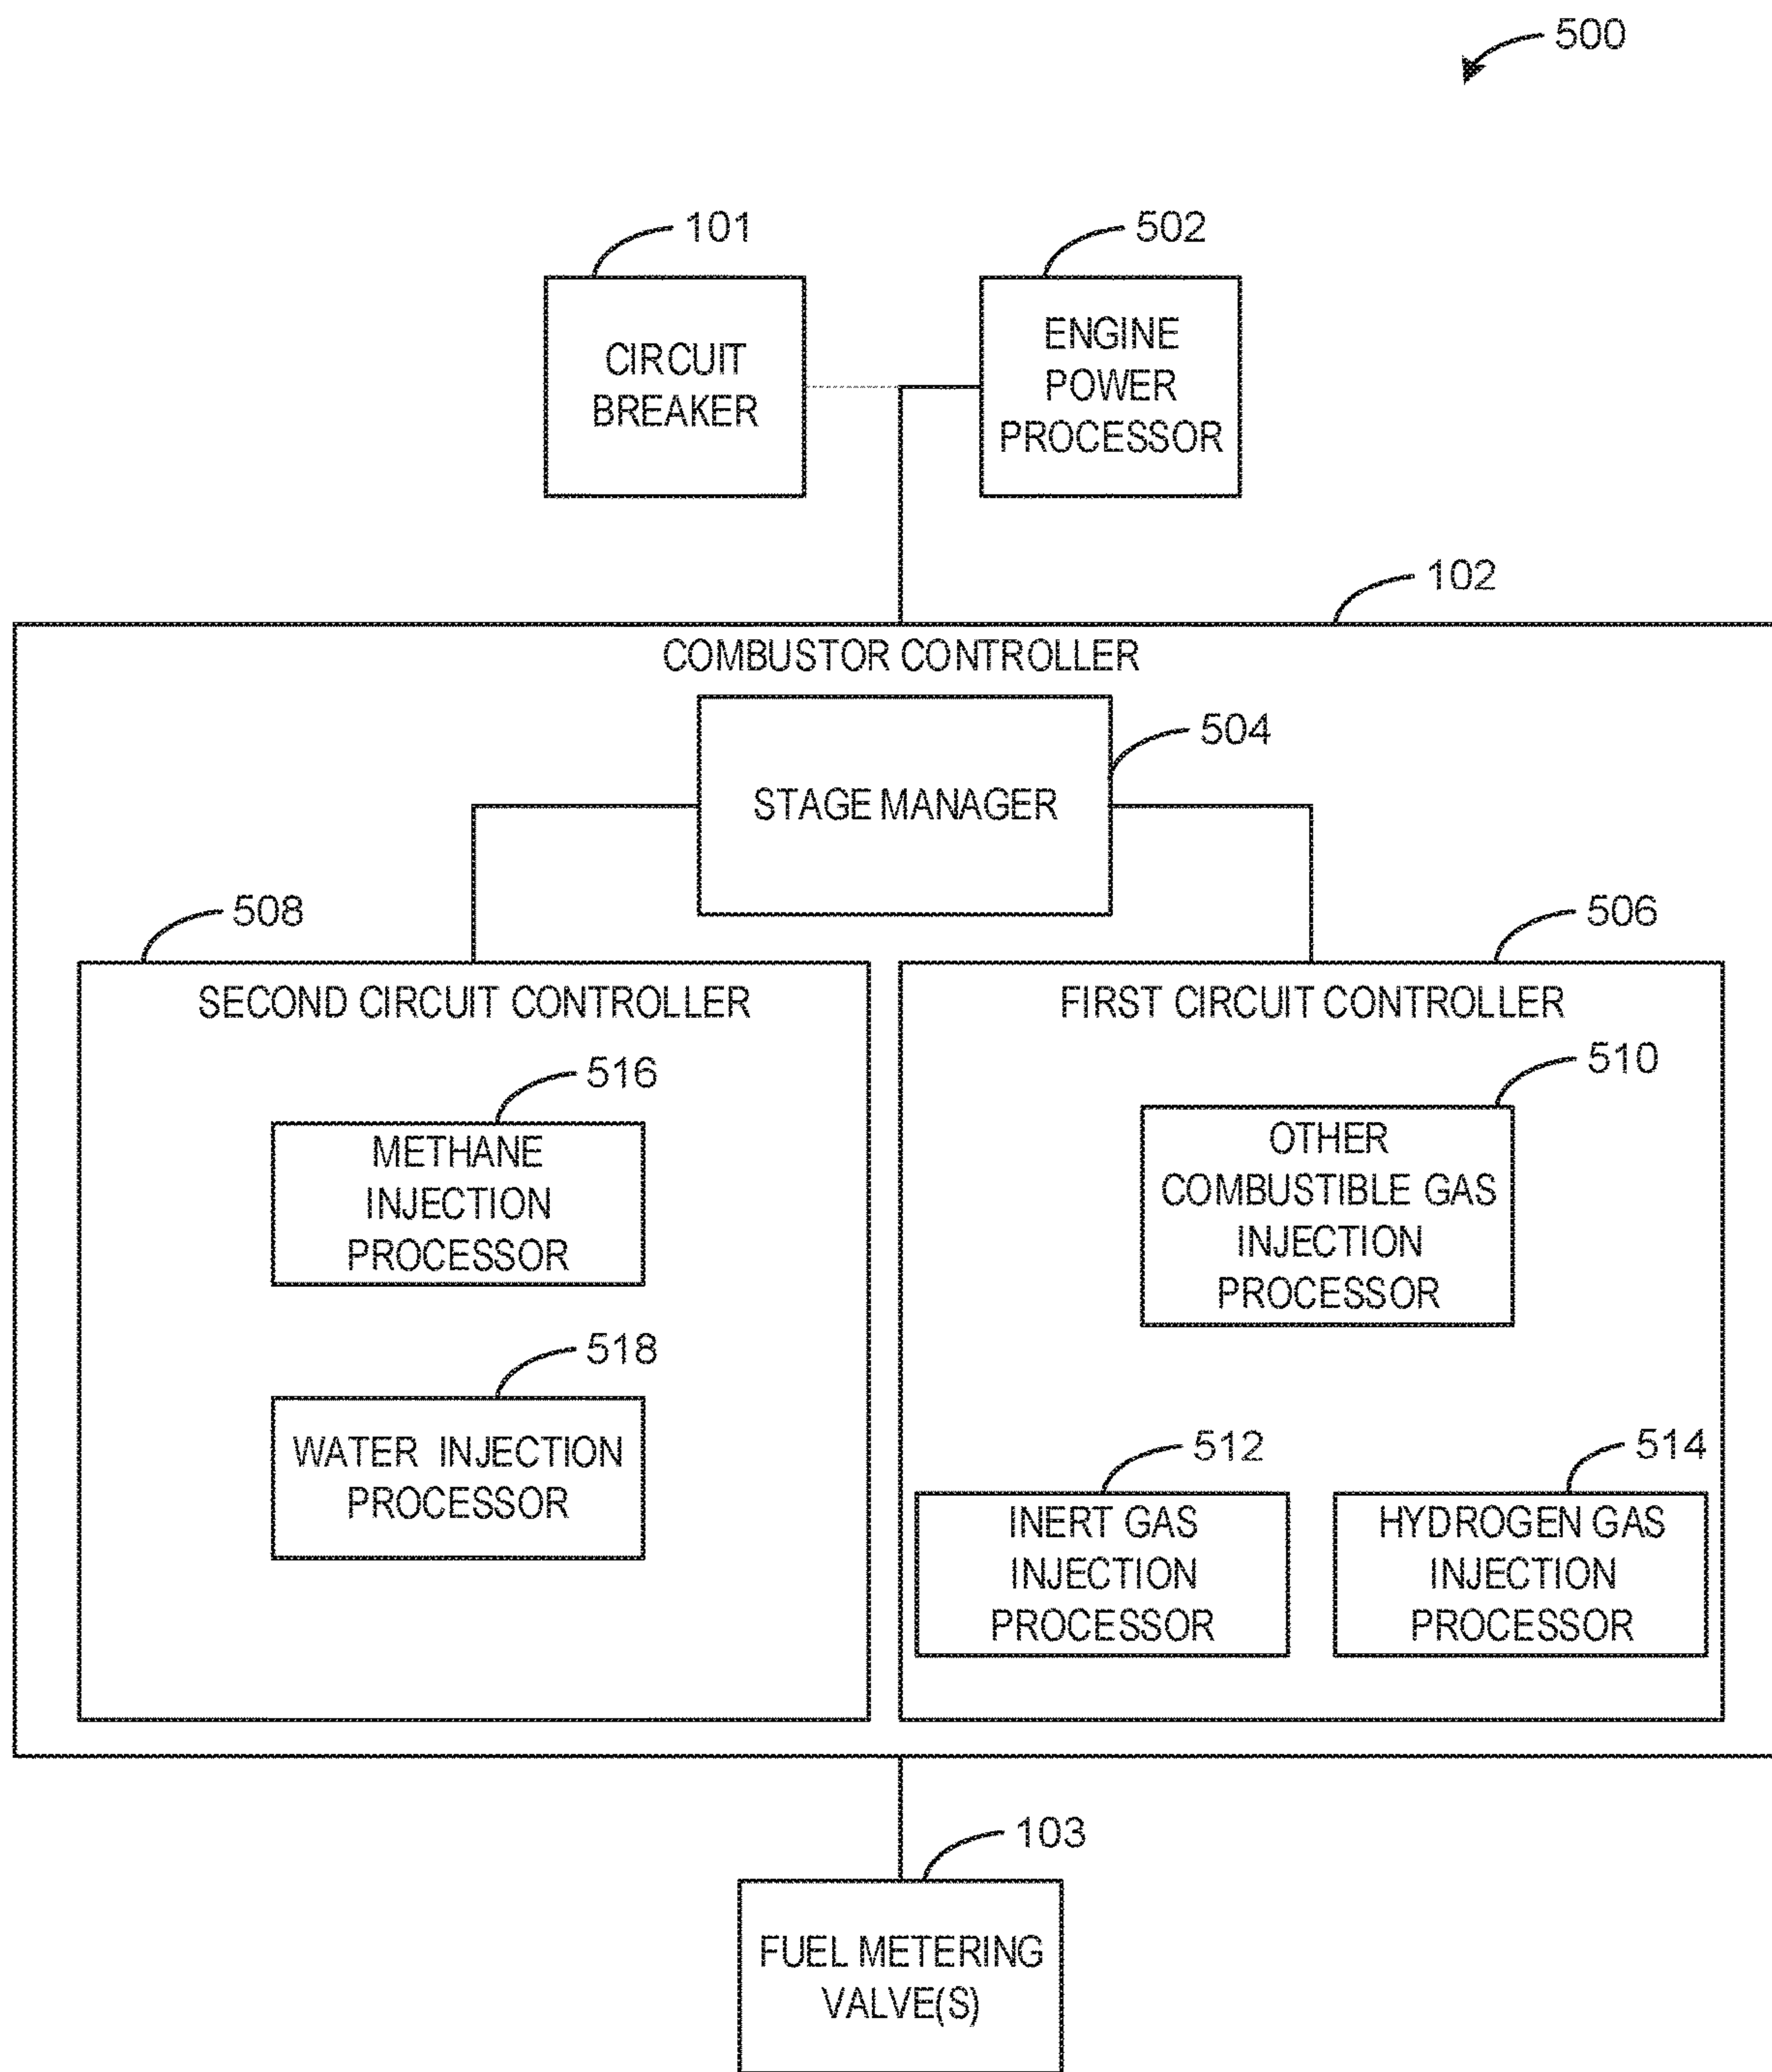 500
101
502
CIRCUIT
BREAKER
ENGINE
POWER
PROCESSOR
102
COMBUSTOR CONTROLLER
504
STAGE MANAGER
508
506
SECOND CIRCUIT CONTROLLER
516
METHANE
INJECTION
PROCESSOR
518
WATER INJECTION
PROCESSOR
FIRST CIRCUIT CONTROLLER
510
OTHER
COMBUSTIBLE GAS
INJECTION
PROCESSOR
512
INERT GAS
INJECTION
PROCESSOR
514
HYDROGEN GAS
INJECTION
PROCESSOR
103
FUEL METERING
VALVE(S)